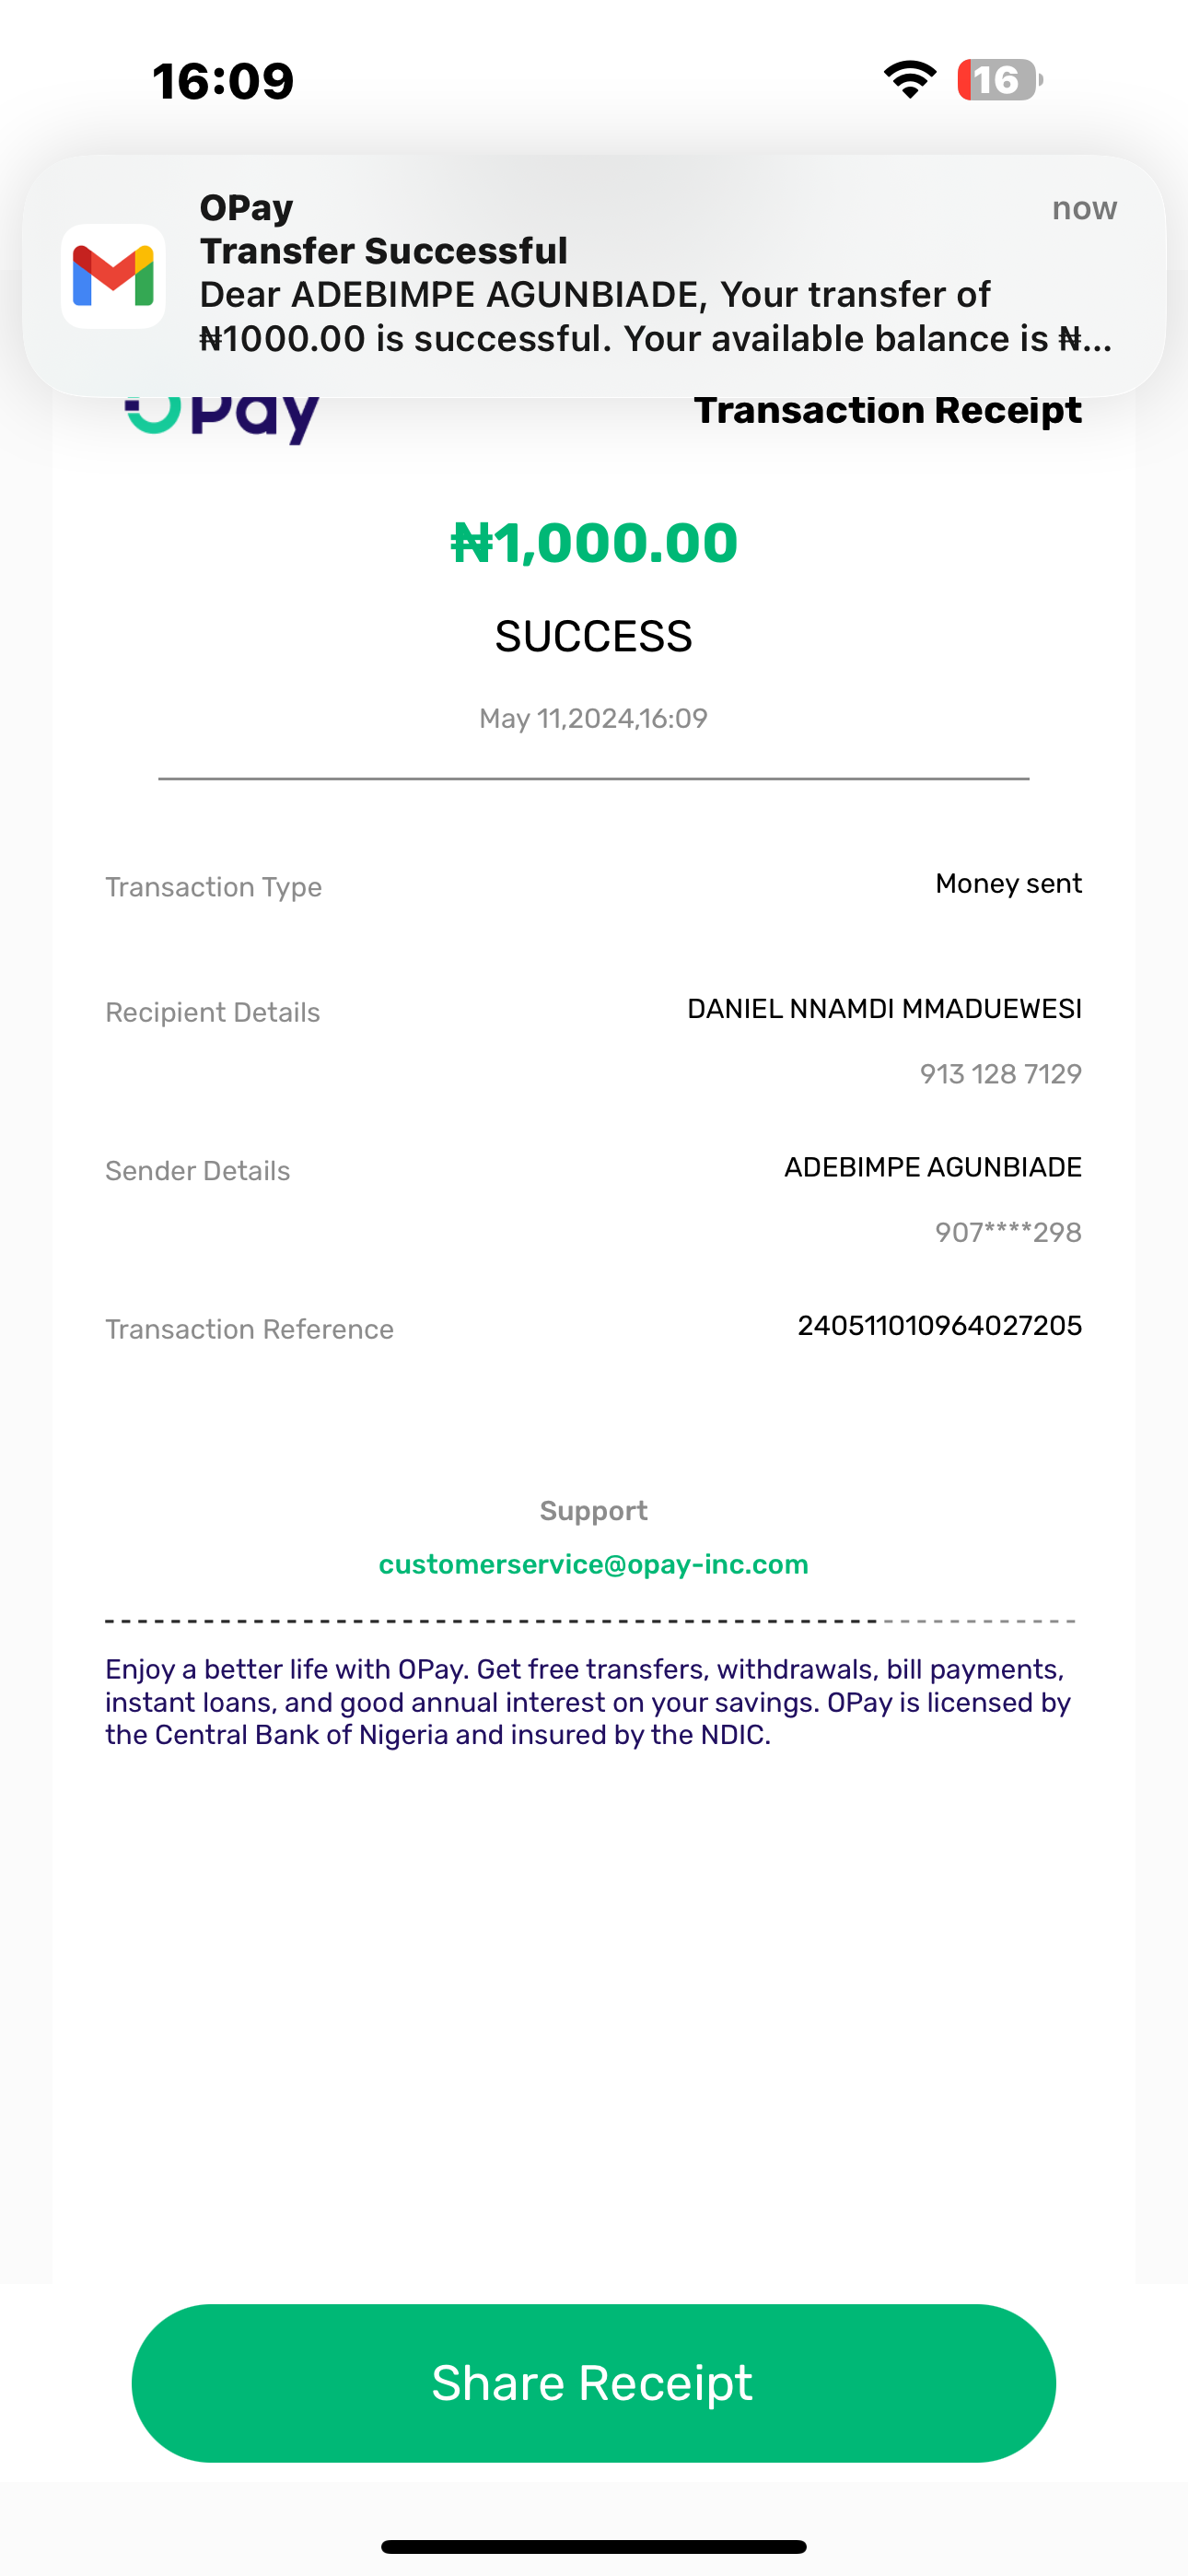 16:09
16
OPay
now
Transfer Successful
Dear ADEBIMPE AGUNBIADE, Your transfer of
₦1000.00 is successful. Your available balance is ₦...
OPay
Transaction Receipt
₦1,000.00
SUCCESS
May 11,2024,16:09
Transaction Type
Money sent
Recipient Details
DANIEL NNAMDI MMADUEWESI
913 128 7129
Sender Details
ADEBIMPE AGUNBIADE
907****298
Transaction Reference
240511010964027205
Support
customerservice@opay-inc.com
Enjoy a better life with OPay. Get free transfers, withdrawals, bill payments,
instant loans, and good annual interest on your savings. OPay is licensed by
the Central Bank of Nigeria and insured by the NDIC.
Share Receipt